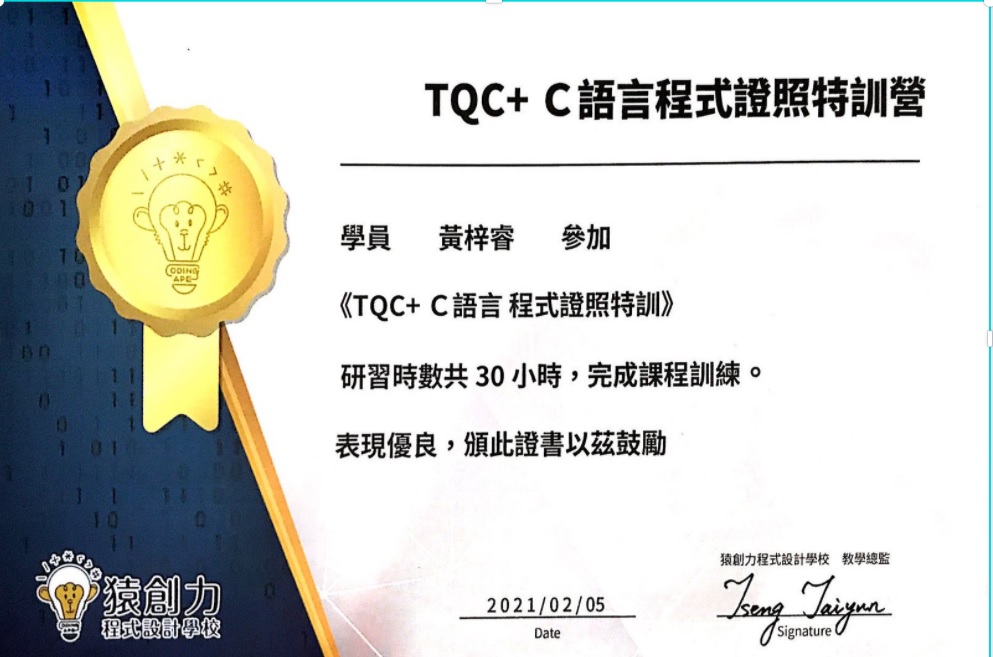 TQC+ C 語言程式證照特訓營
學員 黃梓睿 參加
《TQC+ C 語言 程式證照特訓》
研習時數共 30 小時，完成課程訓練。
表現優良，頒此證書以茲鼓勵
2021/02/05
Date
猿創力程式設計學校 教學總監
Tseng Taiyun
Signature
CODING
APE
猿創力
程式設計學校